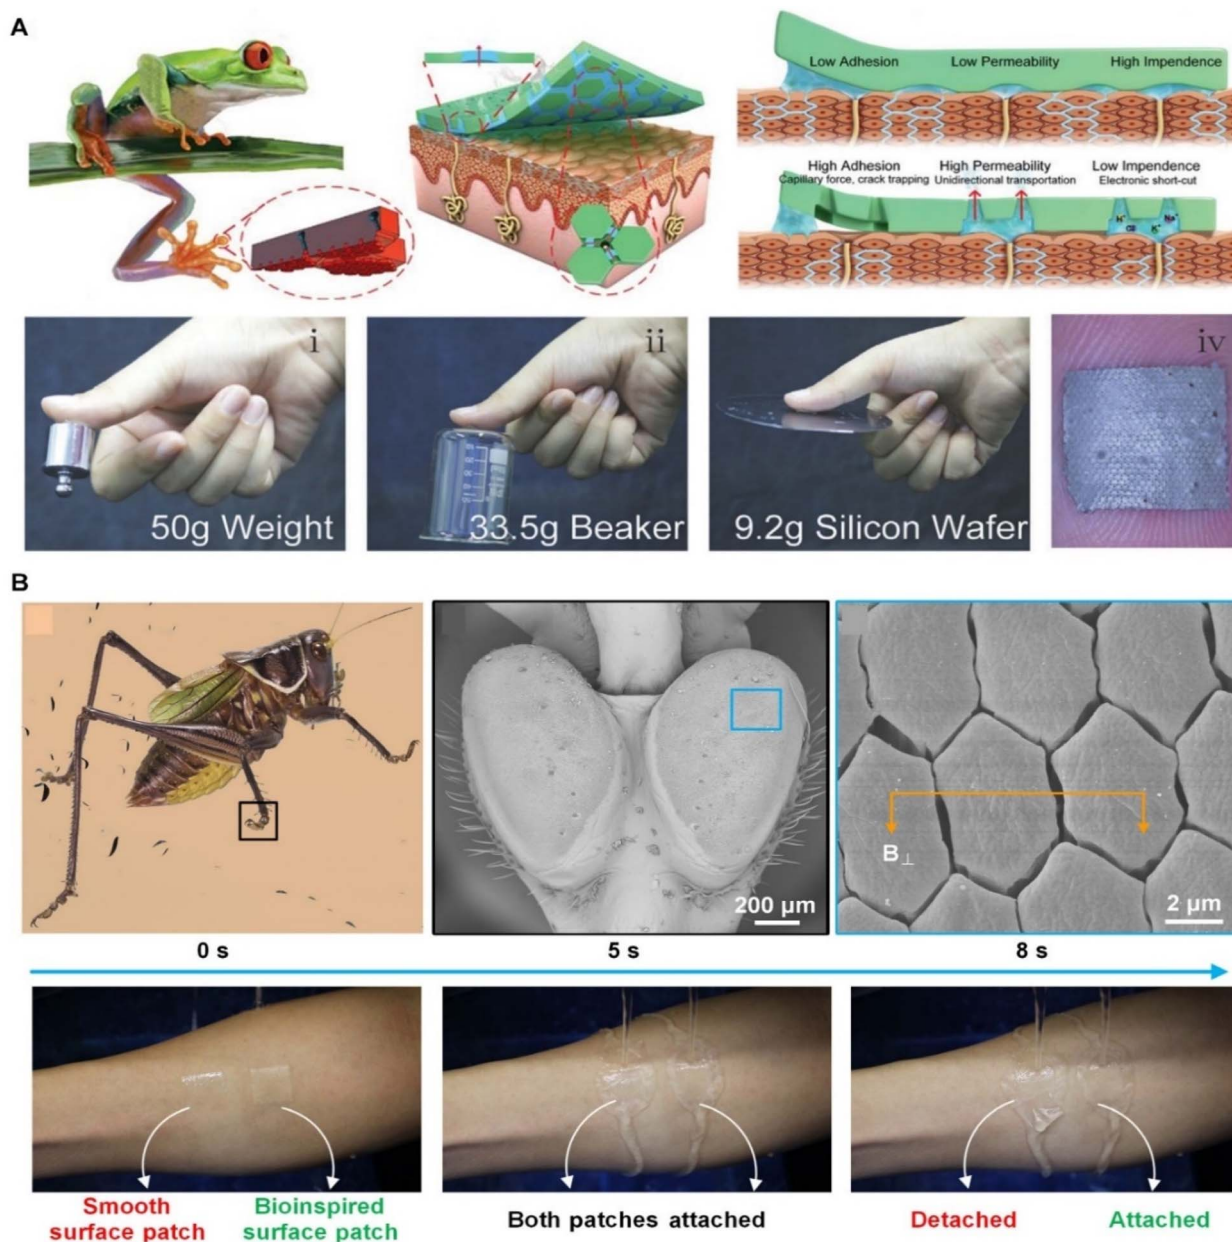 A
Low Adhesion Low Permeability High Impendence
High Adhesion High Permeability Low Impendence
Capillary force, crack trapping Unidirectional transportation Electronic short-cut
H⁺ Na⁺
Cl⁻ K⁺
i
50g Weight
ii
33.5g Beaker
9.2g Silicon Wafer
iv
B
200 μm
B⊥
2 μm
0 s 5 s 8 s
Smooth
surface patch
Bioinspired
surface patch
Both patches attached
Detached
Attached